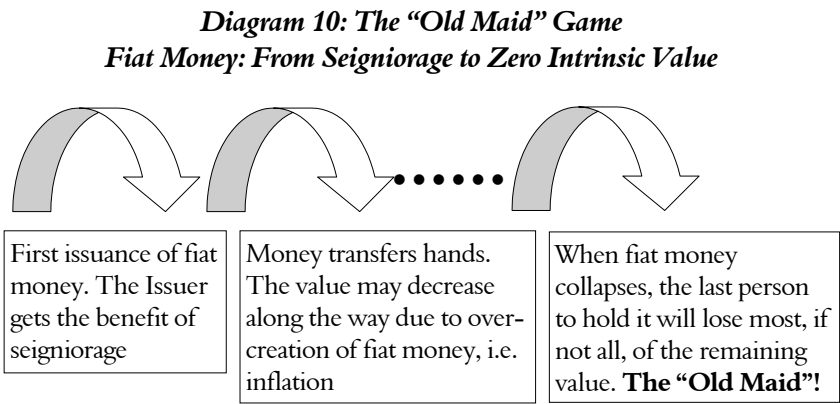 Diagram 10: The “Old Maid” Game
Fiat Money: From Seigniorage to Zero Intrinsic Value
First issuance of fiat
money. The Issuer
gets the benefit of
seigniorage
Money transfers hands.
The value may decrease
along the way due to over-
creation of fiat money, i.e.
inflation
When fiat money
collapses, the last person
to hold it will lose most, if
not all, of the remaining
value. The “Old Maid”!